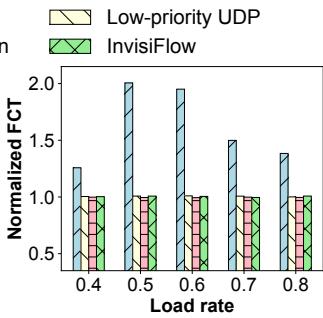 Low-priority UDP
n InvisiFlow
Normalized FCT
2.0
1.5
1.0
0.5
0.4 0.5 0.6 0.7 0.8
Load rate